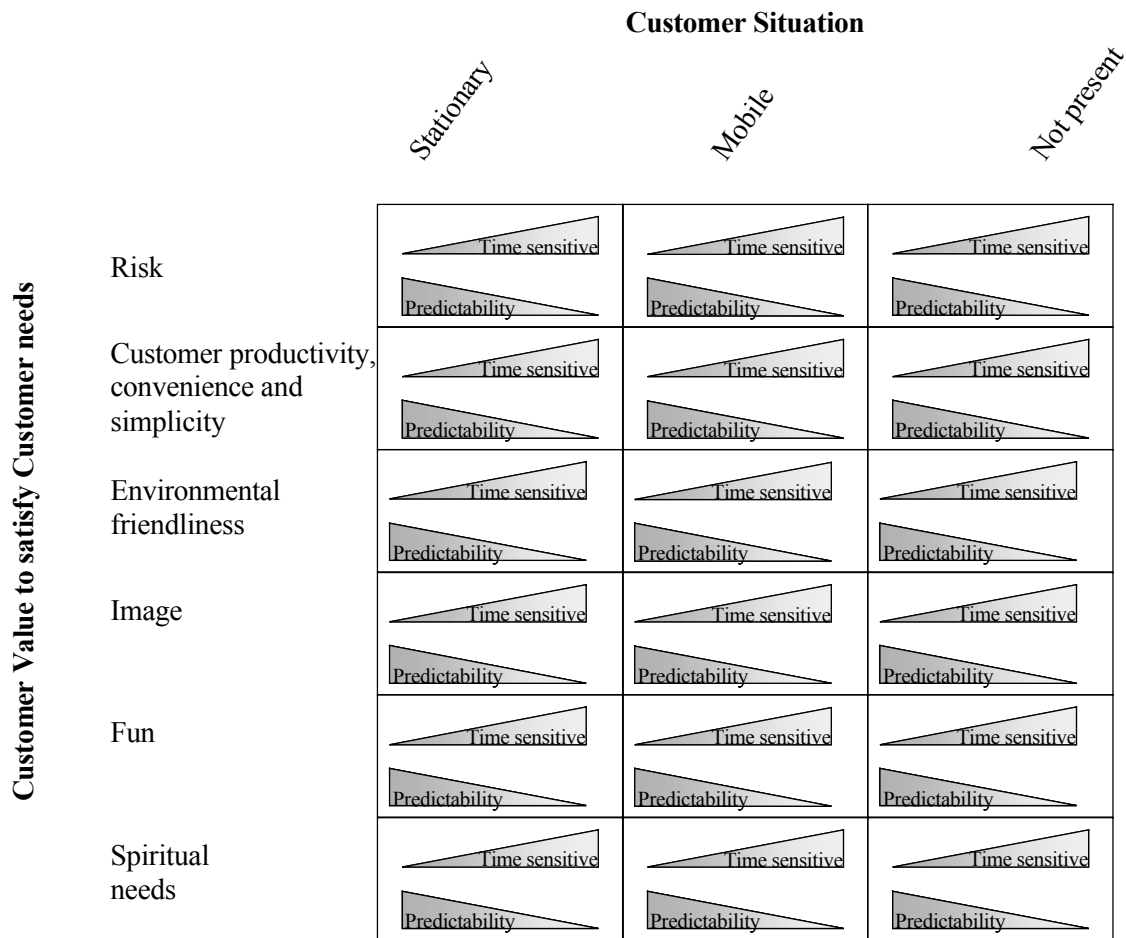 Customer Situation
Stationary
Mobile
Not present
Customer Value to satisfy Customer needs
Risk
Time sensitive
Time sensitive
Time sensitive
Predictability
Predictability
Predictability
Customer productivity,
convenience and
simplicity
Time sensitive
Time sensitive
Time sensitive
Predictability
Predictability
Predictability
Environmental
friendliness
Time sensitive
Time sensitive
Time sensitive
Predictability
Predictability
Predictability
Image
Time sensitive
Time sensitive
Time sensitive
Predictability
Predictability
Predictability
Fun
Time sensitive
Time sensitive
Time sensitive
Predictability
Predictability
Predictability
Spiritual
needs
Time sensitive
Time sensitive
Time sensitive
Predictability
Predictability
Predictability